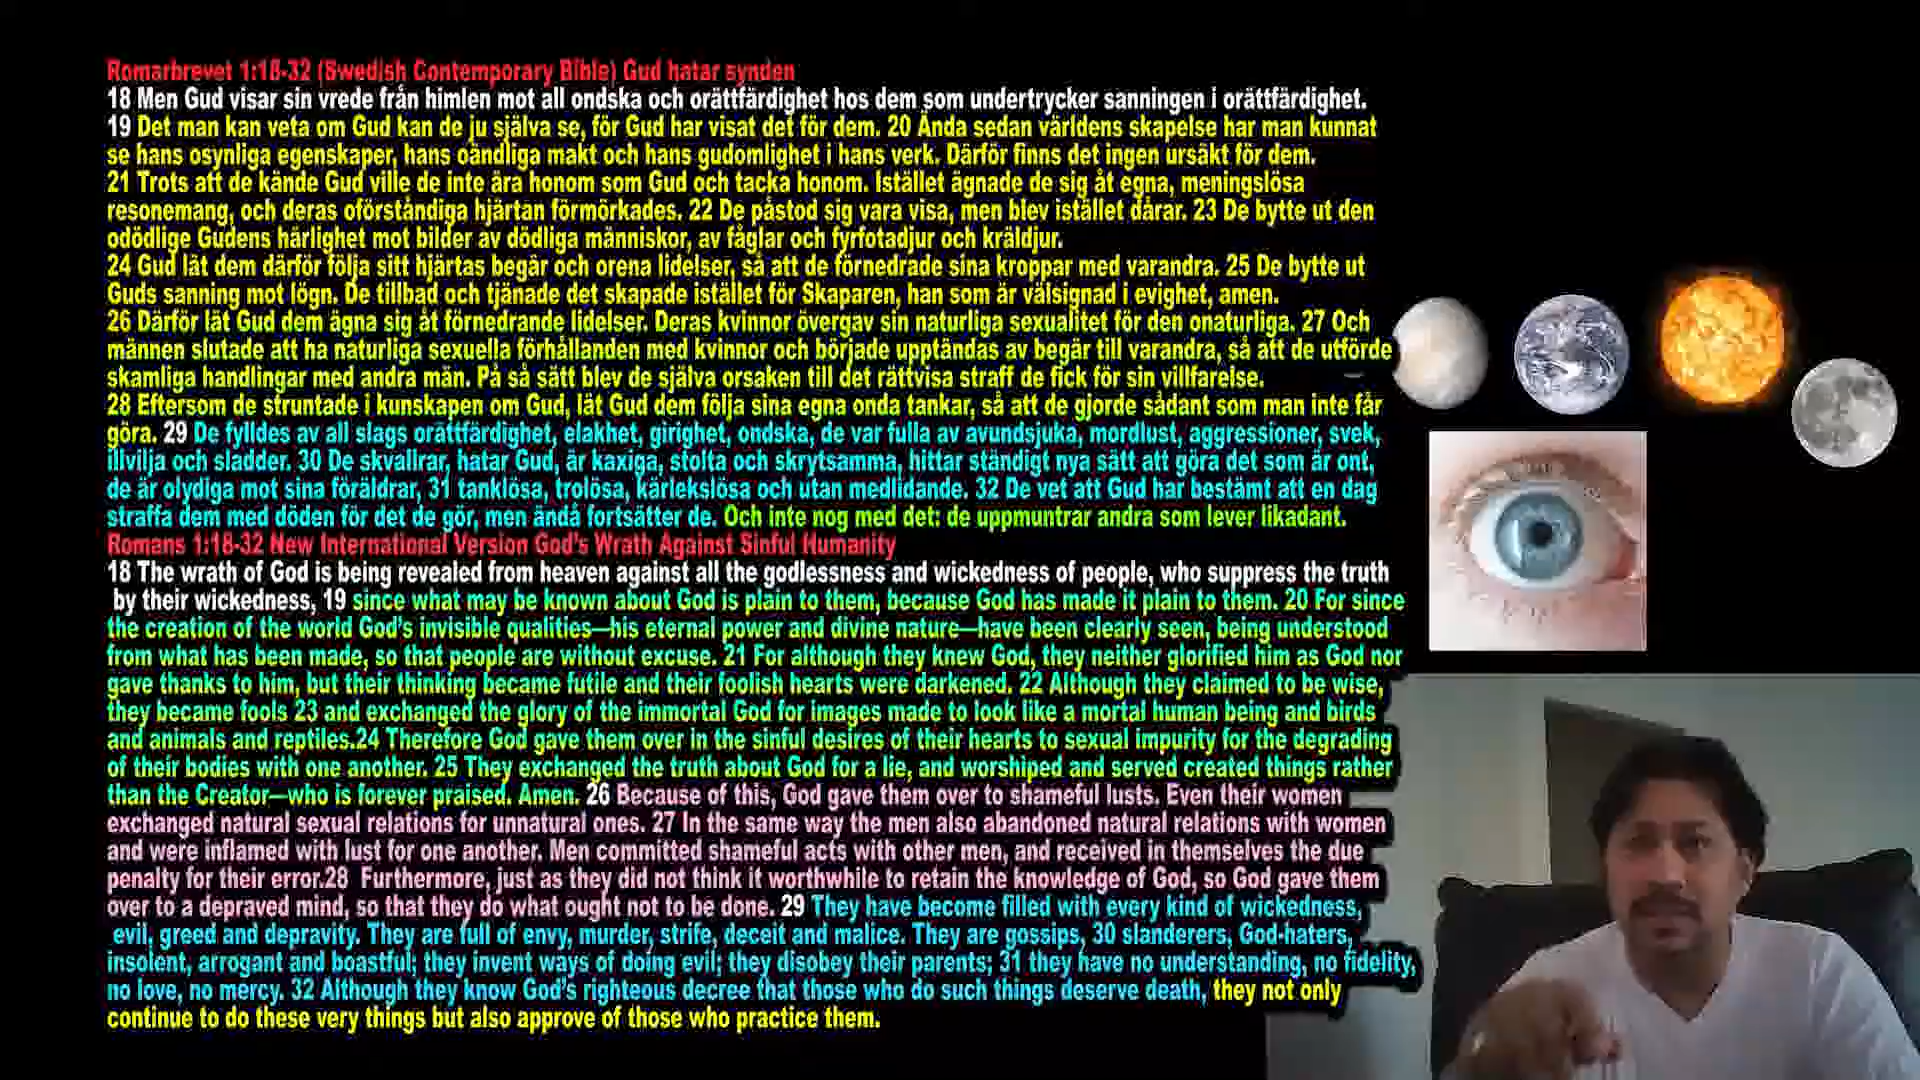 Romarbrevet 1:18-32 (Swedish Contemporary Bible) Gud hatar synden
18 Men Gud visar sin vrede från himlen mot all ondska och orättfärdighet hos dem som undertrycker sanningen i orättfärdighet.
19 Det man kan veta om Gud kan de ju själva se, för Gud har visat det för dem. 20 Ända sedan världens skapelse har man kunnat
se hans osynliga egenskaper, hans oändliga makt och hans gudomlighet i hans verk. Därför finns det ingen ursäkt för dem.
21 Trots att de kände Gud ville de inte ära honom som Gud och tacka honom. Istället ägnade de sig åt egna, meningslösa
resonemang, och deras oförståndiga hjärtan förmörkades. 22 De påstod sig vara visa, men blev istället dårar. 23 De bytte ut den
odödlige Gudens härlighet mot bilder av dödliga människor, av fåglar och fyrfotadjur och kräldjur.
24 Gud lät dem därför följa sitt hjärtas begär och orena lidelser, så att de förnedrade sina kroppar med varandra. 25 De bytte ut
Guds sanning mot lögn. De tillbad och tjänade det skapade istället för Skaparen, han som är välsignad i evighet, amen.
26 Därför lät Gud dem ägna sig åt förnedrande lidelser. Deras kvinnor övergav sin naturliga sexualitet för den onaturliga. 27 Och
männen slutade att ha naturliga sexuella förhållanden med kvinnor och började upptändas av begär till varandra, så att de utförde
skamliga handlingar med andra män. På så sätt blev de själva orsaken till det rättvisa straff de fick för sin villfarelse.
28 Eftersom de struntade i kunskapen om Gud, lät Gud dem följa sina egna onda tankar, så att de gjorde sådant som man inte får
göra. 29 De fylldes av all slags orättfärdighet, elakhet, girighet, ondska, de var fulla av avundsjuka, mordlust, aggressioner, svek,
illvilja och sladder. 30 De skvallrar, hatar Gud, är kaxiga, stolta och skrytsamma, hittar ständigt nya sätt att göra det som är ont,
de är olydiga mot sina föräldrar, 31 tanklösa, trolösa, kärlekslösa och utan medlidande. 32 De vet att Gud har bestämt att en dag
straffa dem med döden för det de gör, men ändå fortsätter de. Och inte nog med det: de uppmuntrar andra som lever likadant.
Romans 1:18-32 New International Version God's Wrath Against Sinful Humanity
18 The wrath of God is being revealed from heaven against all the godlessness and wickedness of people, who suppress the truth
by their wickedness, 19 since what may be known about God is plain to them, because God has made it plain to them. 20 For since
the creation of the world God's invisible qualities—his eternal power and divine nature—have been clearly seen, being understood
from what has been made, so that people are without excuse. 21 For although they knew God, they neither glorified him as God nor
gave thanks to him, but their thinking became futile and their foolish hearts were darkened. 22 Although they claimed to be wise,
they became fools 23 and exchanged the glory of the immortal God for images made to look like a mortal human being and birds
and animals and reptiles.24 Therefore God gave them over in the sinful desires of their hearts to sexual impurity for the degrading
of their bodies with one another. 25 They exchanged the truth about God for a lie, and worshiped and served created things rather
than the Creator—who is forever praised. Amen. 26 Because of this, God gave them over to shameful lusts. Even their women
exchanged natural sexual relations for unnatural ones. 27 In the same way the men also abandoned natural relations with women
and were inflamed with lust for one another. Men committed shameful acts with other men, and received in themselves the due
penalty for their error.28 Furthermore, just as they did not think it worthwhile to retain the knowledge of God, so God gave them
over to a depraved mind, so that they do what ought not to be done. 29 They have become filled with every kind of wickedness,
evil, greed and depravity. They are full of envy, murder, strife, deceit and malice. They are gossips, 30 slanderers, God-haters,
insolent, arrogant and boastful; they invent ways of doing evil; they disobey their parents; 31 they have no understanding, no fidelity,
no love, no mercy. 32 Although they know God's righteous decree that those who do such things deserve death, they not only
continue to do these very things but also approve of those who practice them.